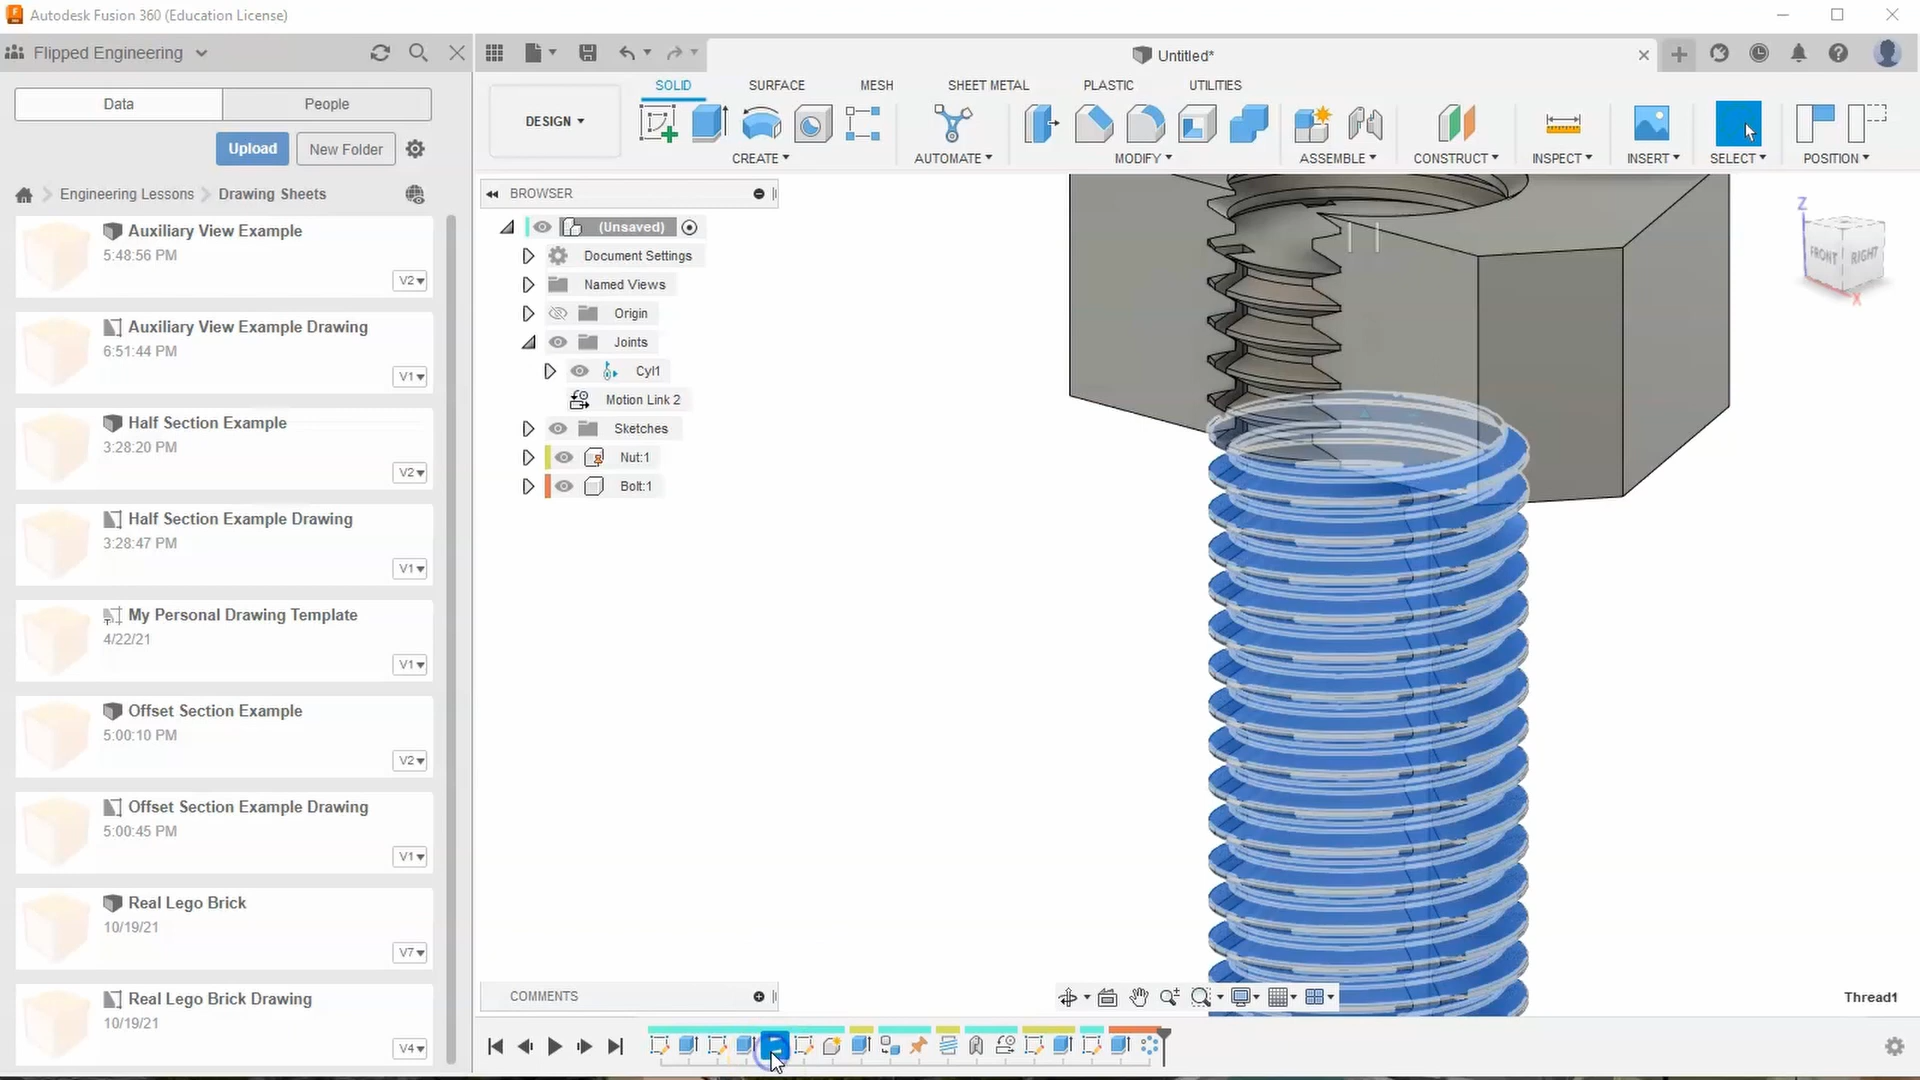 Autodesk Fusion 360 (Education License)
Flipped Engineering
Untitled*
Data
People
Upload
New Folder
Engineering Lessons
Drawing Sheets
Auxiliary View Example
5:48:56 PM
V2
Auxiliary View Example Drawing
6:51:44 PM
V1
Half Section Example
3:28:20 PM
V2
Half Section Example Drawing
3:28:47 PM
V1
My Personal Drawing Template
4/22/21
V1
Offset Section Example
5:00:10 PM
V2
Offset Section Example Drawing
5:00:45 PM
V1
Real Lego Brick
10/19/21
V7
Real Lego Brick Drawing
10/19/21
V4
SOLID
SURFACE
MESH
SHEET METAL
PLASTIC
UTILITIES
DESIGN
CREATE
AUTOMATE
MODIFY
ASSEMBLE
CONSTRUCT
INSPECT
INSERT
SELECT
POSITION
BROWSER
(Unsaved)
Document Settings
Named Views
Origin
Joints
Cyl1
Motion Link 2
Sketches
Nut:1
Bolt:1
Z
FRONT
RIGHT
X
COMMENTS
Thread1